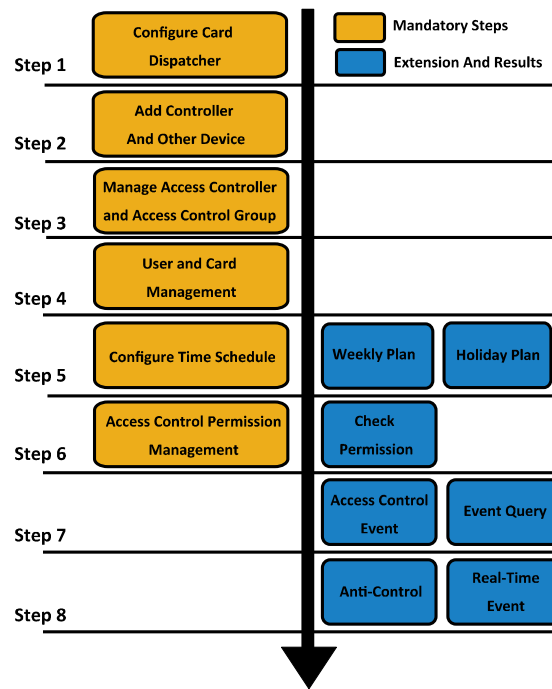 Mandatory Steps
Extension And Results
Step 1
Configure Card
Dispatcher
Step 2
Add Controller
And Other Device
Step 3
Manage Access Controller
and Access Control Group
Step 4
User and Card
Management
Step 5
Configure Time Schedule
Weekly Plan
Holiday Plan
Step 6
Access Control Permission
Management
Check
Permission
Step 7
Access Control
Event
Event Query
Step 8
Anti-Control
Real-Time
Event